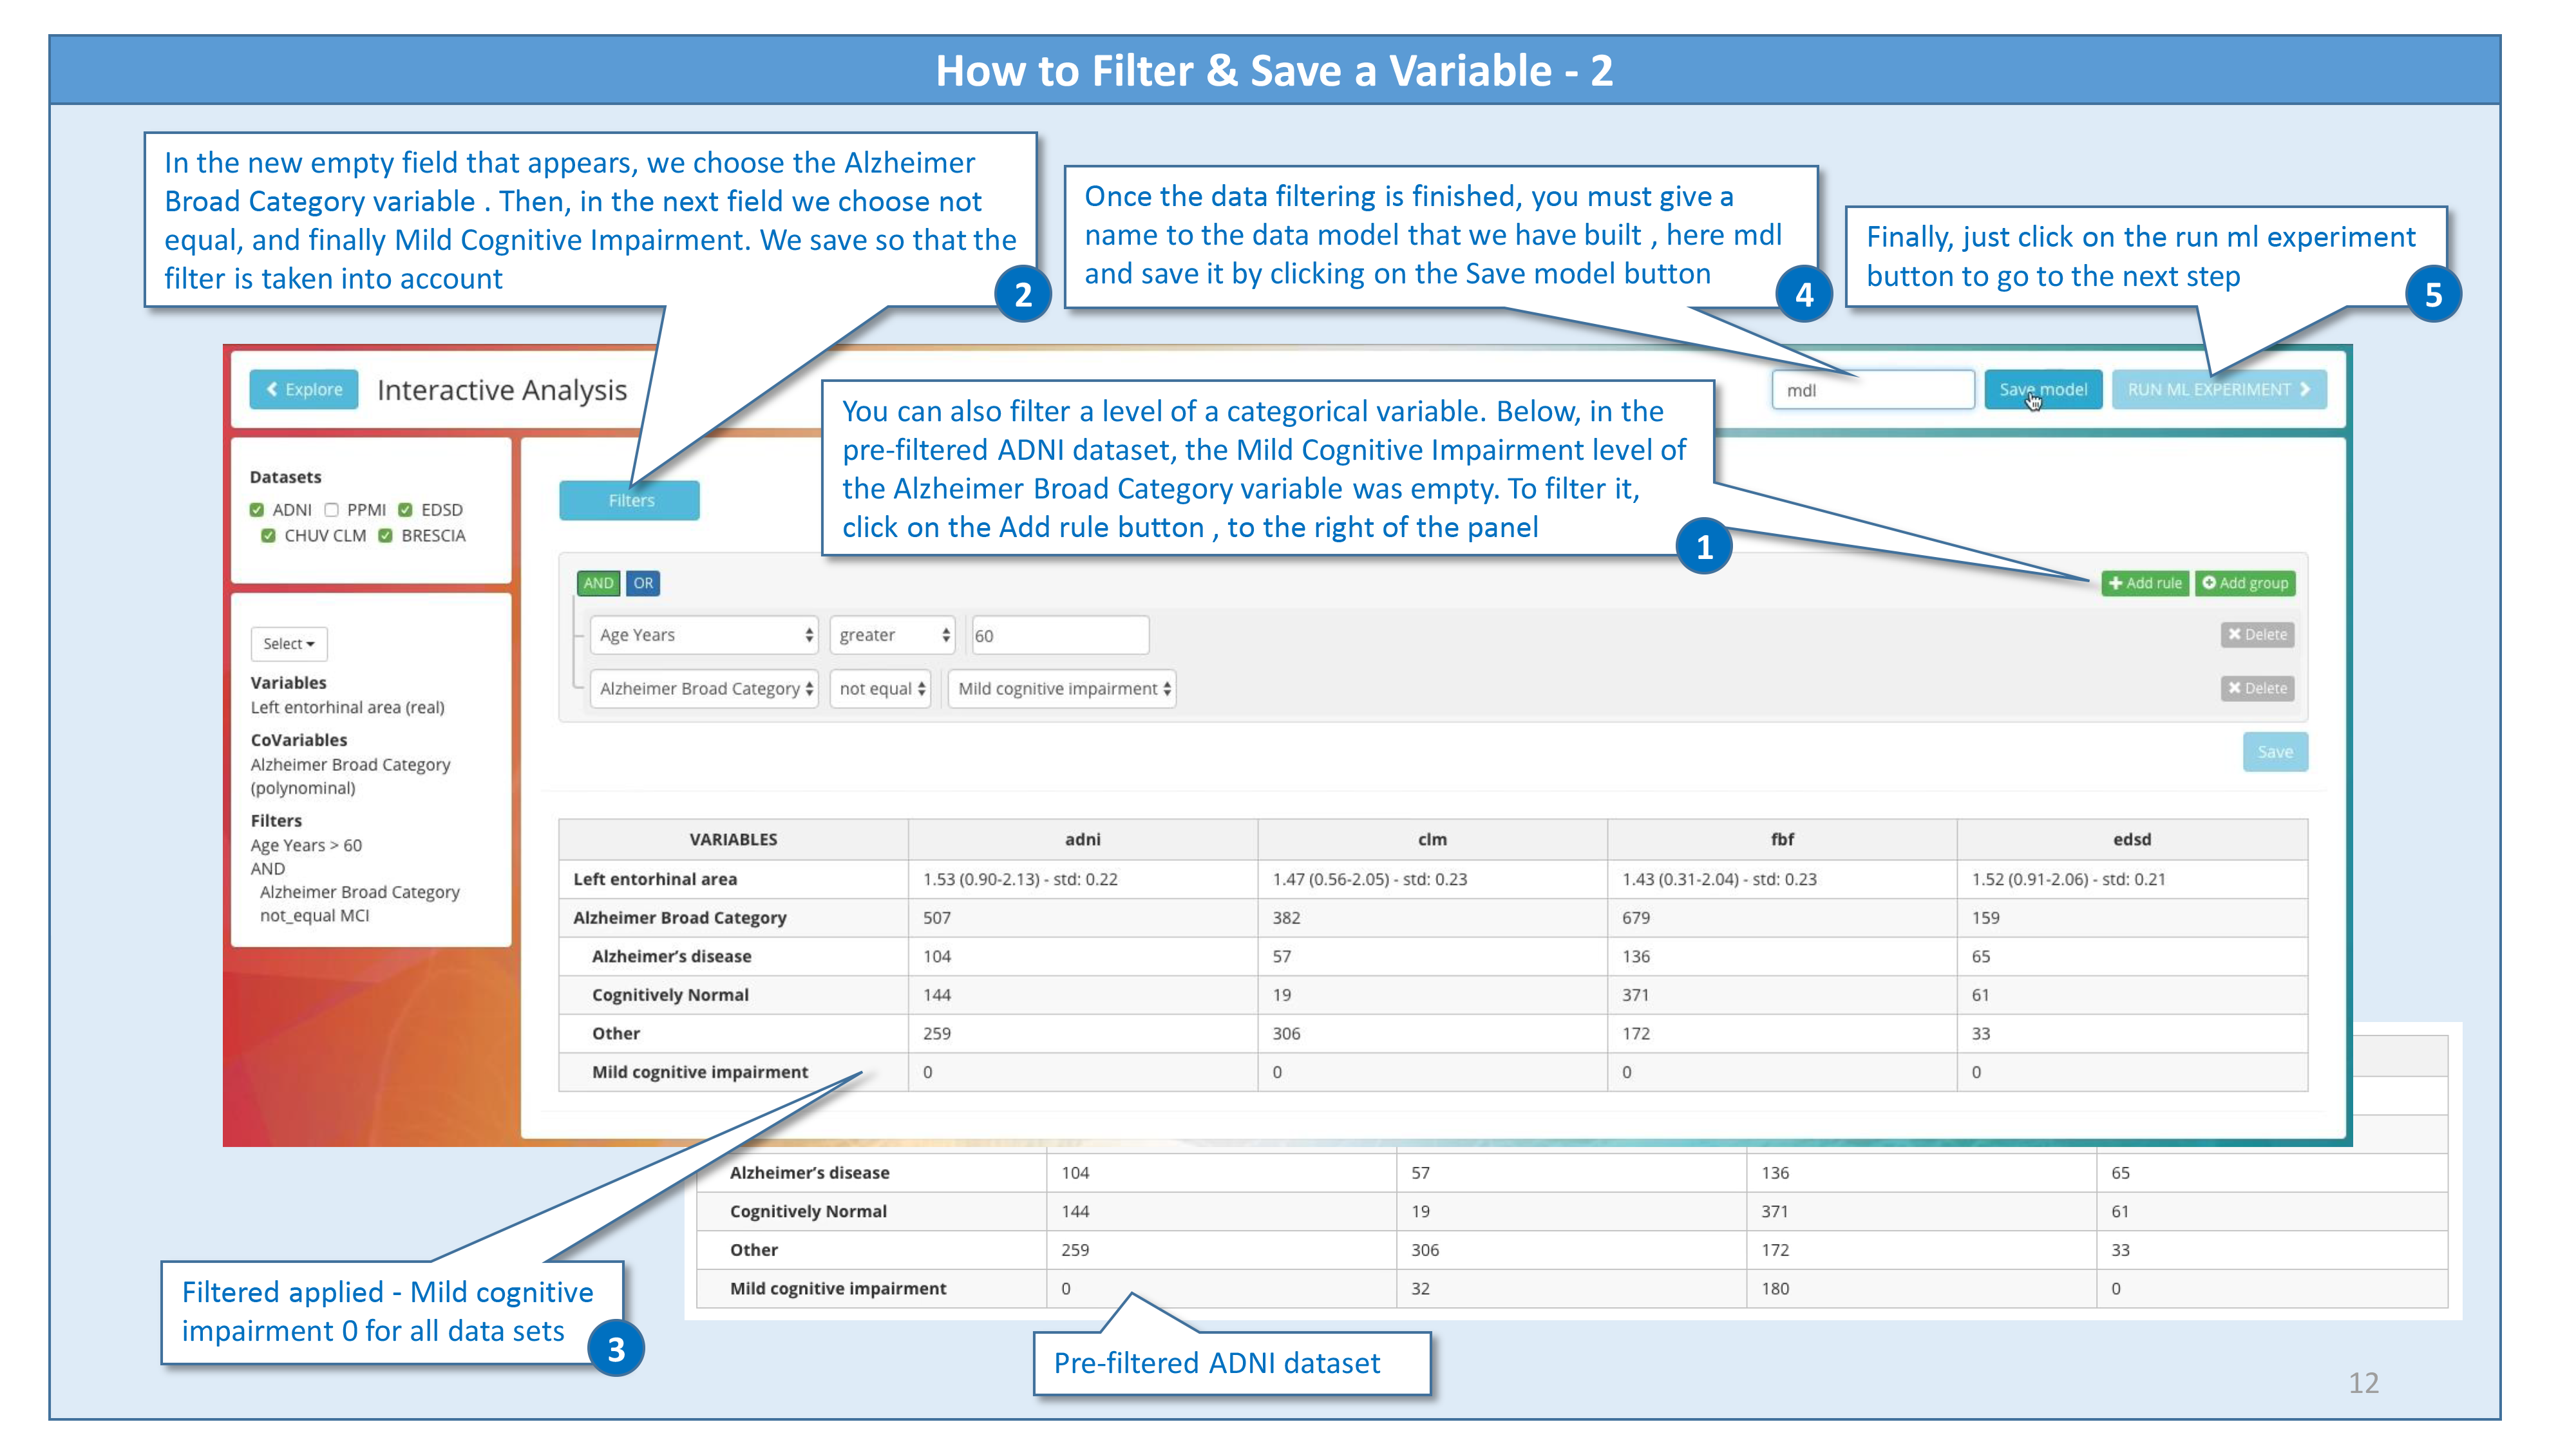 How to Filter & Save a Variable - 2
In the new empty field that appears, we choose the Alzheimer
Broad Category variable . Then, in the next field we choose not
equal, and finally Mild Cognitive Impairment. We save so that the
filter is taken into account
2
Once the data filtering is finished, you must give a
name to the data model that we have built , here mdl
and save it by clicking on the Save model button
4
Finally, just click on the run ml experiment
button to go to the next step
5
Explore
Interactive Analysis
mdl
Save model
RUN ML EXPERIMENT
You can also filter a level of a categorical variable. Below, in the
pre-filtered ADNI dataset, the Mild Cognitive Impairment level of
the Alzheimer Broad Category variable was empty. To filter it,
click on the Add rule button , to the right of the panel
1
Datasets
ADNI PPMI EDSD
CHUV CLM BRESCIA
Select
Variables
Left entorhinal area (real)
CoVariables
Alzheimer Broad Category
(polynominal)
Filters
Age Years > 60
AND
Alzheimer Broad Category
not_equal MCI
Filters
AND OR
Add rule Add group
Age Years greater 60 Delete
Alzheimer Broad Category not equal Mild cognitive impairment Delete
Save
VARIABLES adni clm fbf edsd
Left entorhinal area 1.53 (0.90-2.13) - std: 0.22 1.47 (0.56-2.05) - std: 0.23 1.43 (0.31-2.04) - std: 0.23 1.52 (0.91-2.06) - std: 0.21
Alzheimer Broad Category 507 382 679 159
Alzheimer's disease 104 57 136 65
Cognitively Normal 144 19 371 61
Other 259 306 172 33
Mild cognitive impairment 0 0 0 0
Alzheimer's disease 104 57 136 65
Cognitively Normal 144 19 371 61
Other 259 306 172 33
Mild cognitive impairment 0 32 180 0
Filtered applied - Mild cognitive
impairment 0 for all data sets
3
Pre-filtered ADNI dataset
12